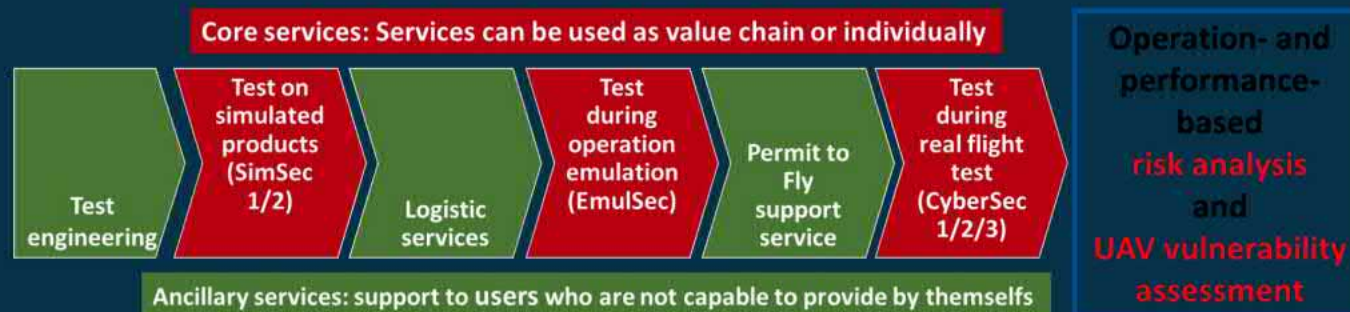 Core services: Services can be used as value chain or individually
Test
engineering
Test on
simulated
products
(SimSec
1/2)
Logistic
services
Test
during
operation
emulation
(EmulSec)
Permit to
Fly
support
service
Test
during
real flight
test
(CyberSec
1/2/3)
Ancillary services: support to users who are not capable to provide by themselfs
Operation- and
performance-
based
risk analysis
and
UAV vulnerability
assessment